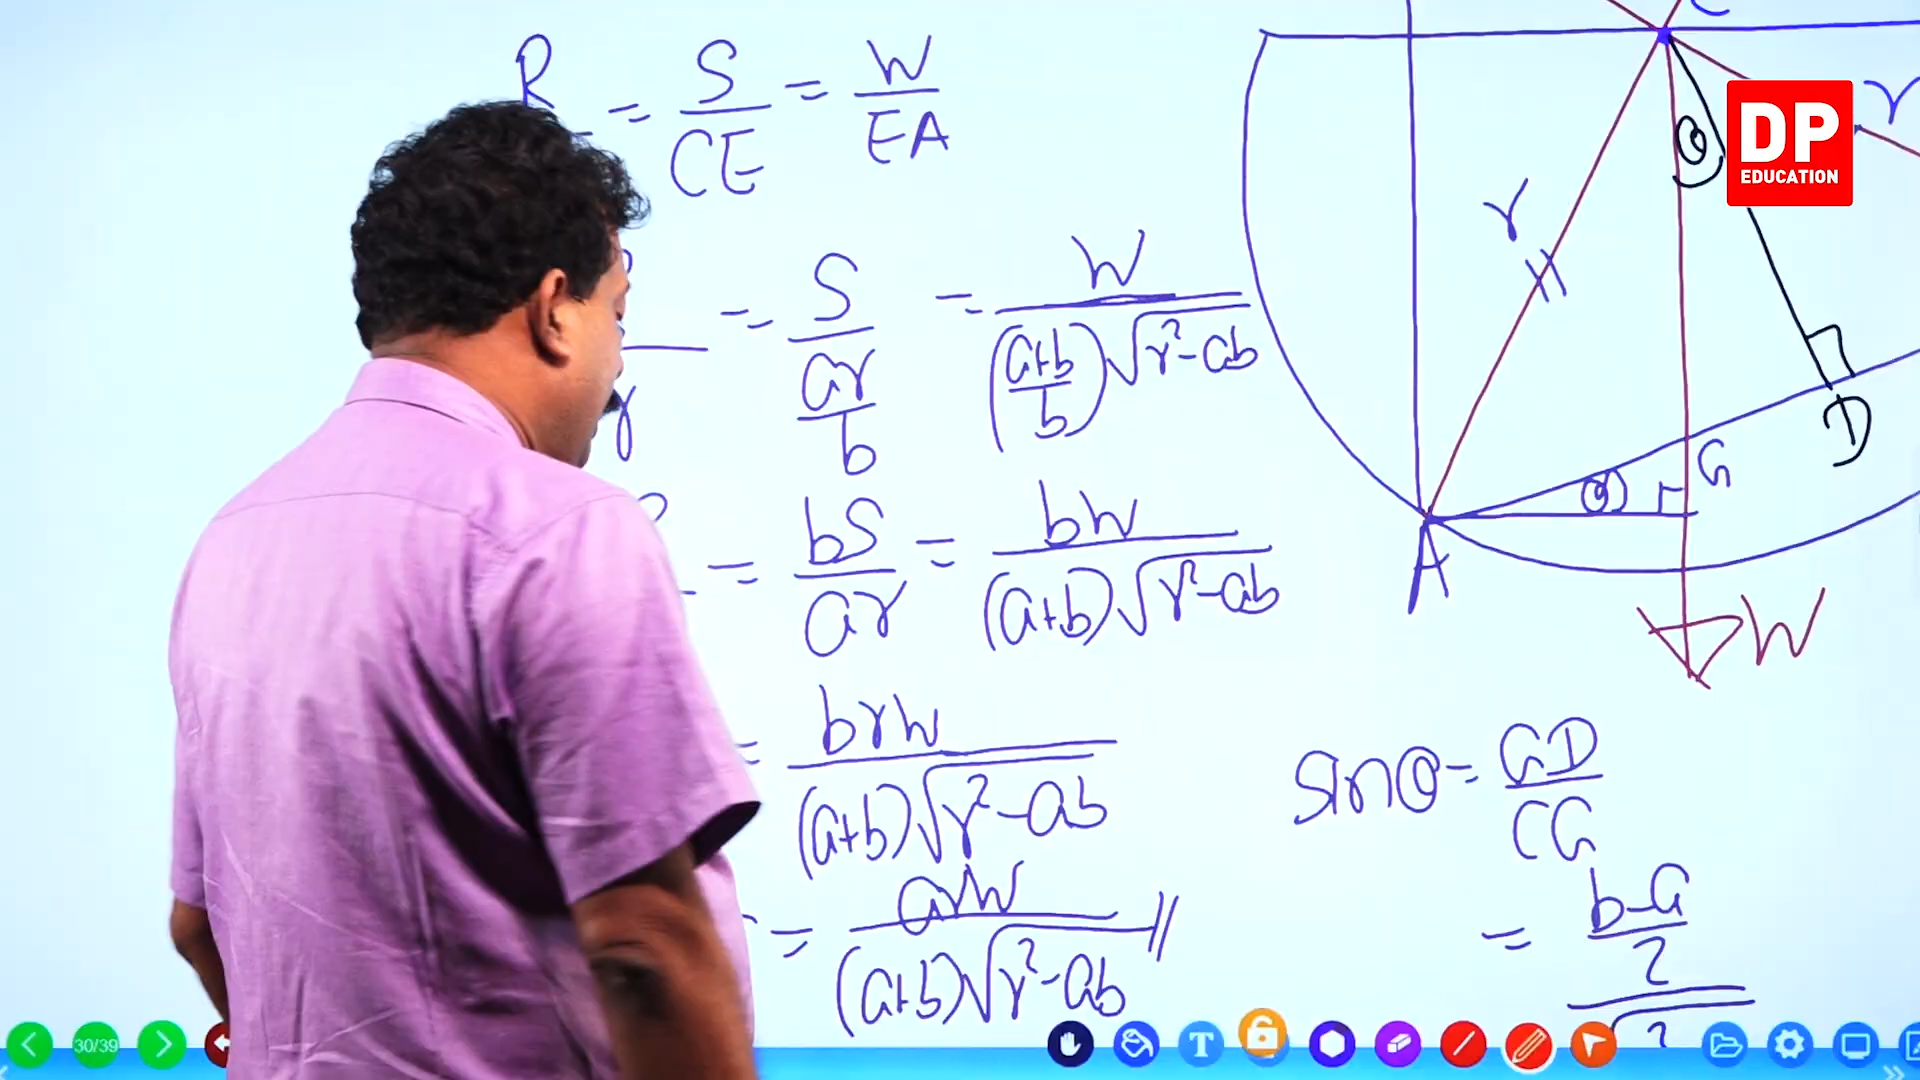 R = S/CE = W/EA
= S/(ar/b) = W/((a+b)/b)√(r²-ab)
= bS/ar = bW/(a+b)√(r²-ab)
= brW/(a+b)√(r²-ab)
= arW/(a+b)√(r²-ab) //
C
r
θ
r
D
G
θ
A
W
sinθ = GD/CG
= (b-a)/2
DP
EDUCATION
30/39
T